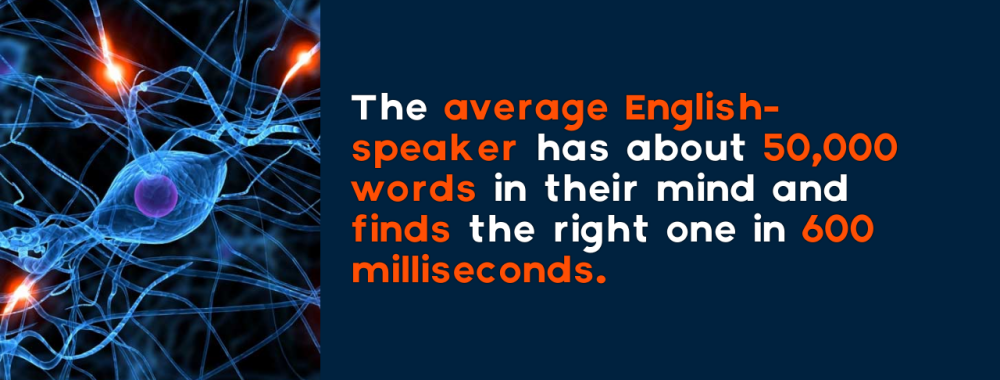 The average English-
speaker has about 50,000
words in their mind and
finds the right one in 600
milliseconds.